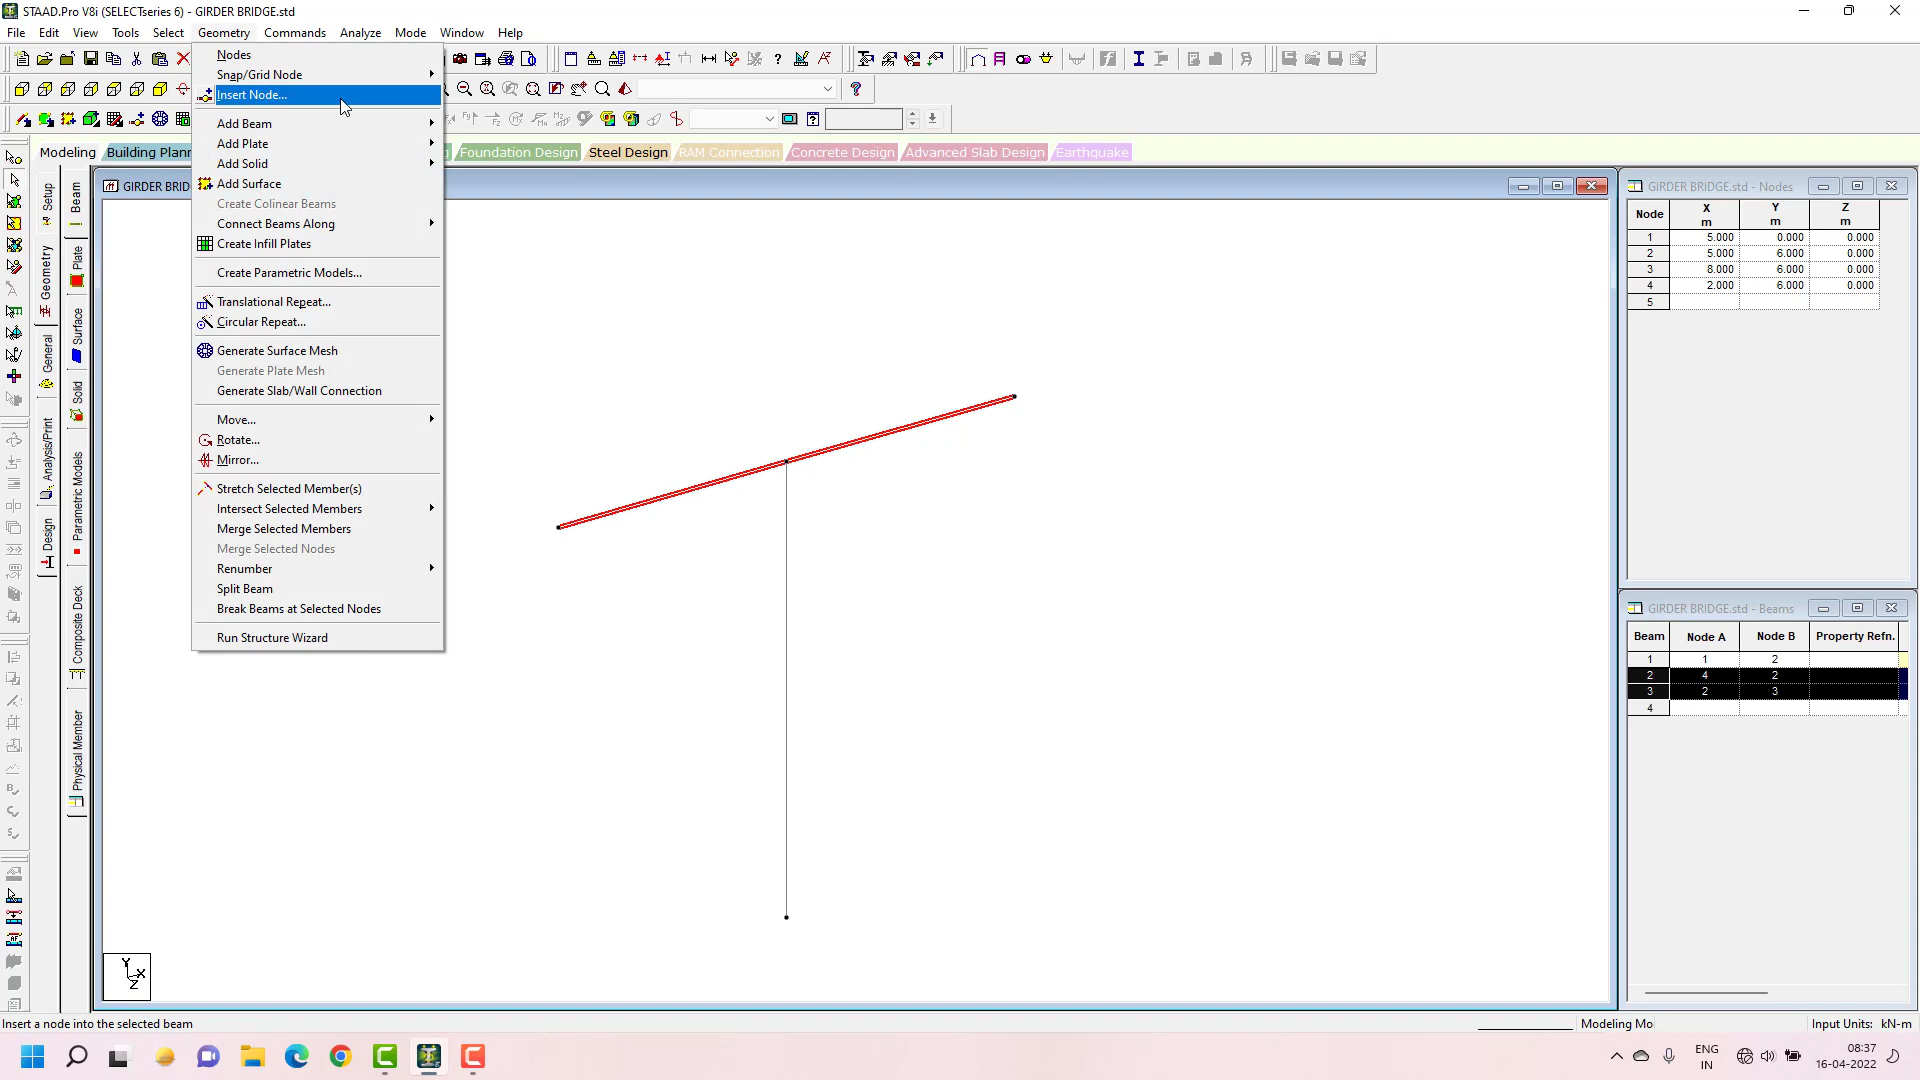 STAAD.Pro V8i (SELECTseries 6) - GIRDER BRIDGE.std
File Edit View Tools Select Geometry Commands Analyze Mode Window Help
Nodes
Snap/Grid Node
Insert Node...
Add Beam
Add Plate
Add Solid
Add Surface
Create Colinear Beams
Connect Beams Along
Create Infill Plates
Create Parametric Models...
Translational Repeat...
Circular Repeat...
Generate Surface Mesh
Generate Plate Mesh
Generate Slab/Wall Connection
Move...
Rotate...
Mirror...
Stretch Selected Member(s)
Intersect Selected Members
Merge Selected Members
Merge Selected Nodes
Renumber
Split Beam
Break Beams at Selected Nodes
Run Structure Wizard
Modeling Building Plann g Foundation Design Steel Design RAM Connection Concrete Design Advanced Slab Design Earthquake
Setup
Geometry
General
Analysis/Print
Design
Beam
Plate
Surface
Solid
Parametric Models
Composite Deck
Physical Member
GIRDER BRID
Y
X
Z
GIRDER BRIDGE.std - Nodes
Node X m Y m Z m
1 5.000 0.000 0.000
2 5.000 6.000 0.000
3 8.000 6.000 0.000
4 2.000 6.000 0.000
5
GIRDER BRIDGE.std - Beams
Beam Node A Node B Property Refn.
1 1 2
2 4 2
3 2 3
4
Insert a node into the selected beam Modeling Mo Input Units: kN-m
ENG
IN
08:37
16-04-2022